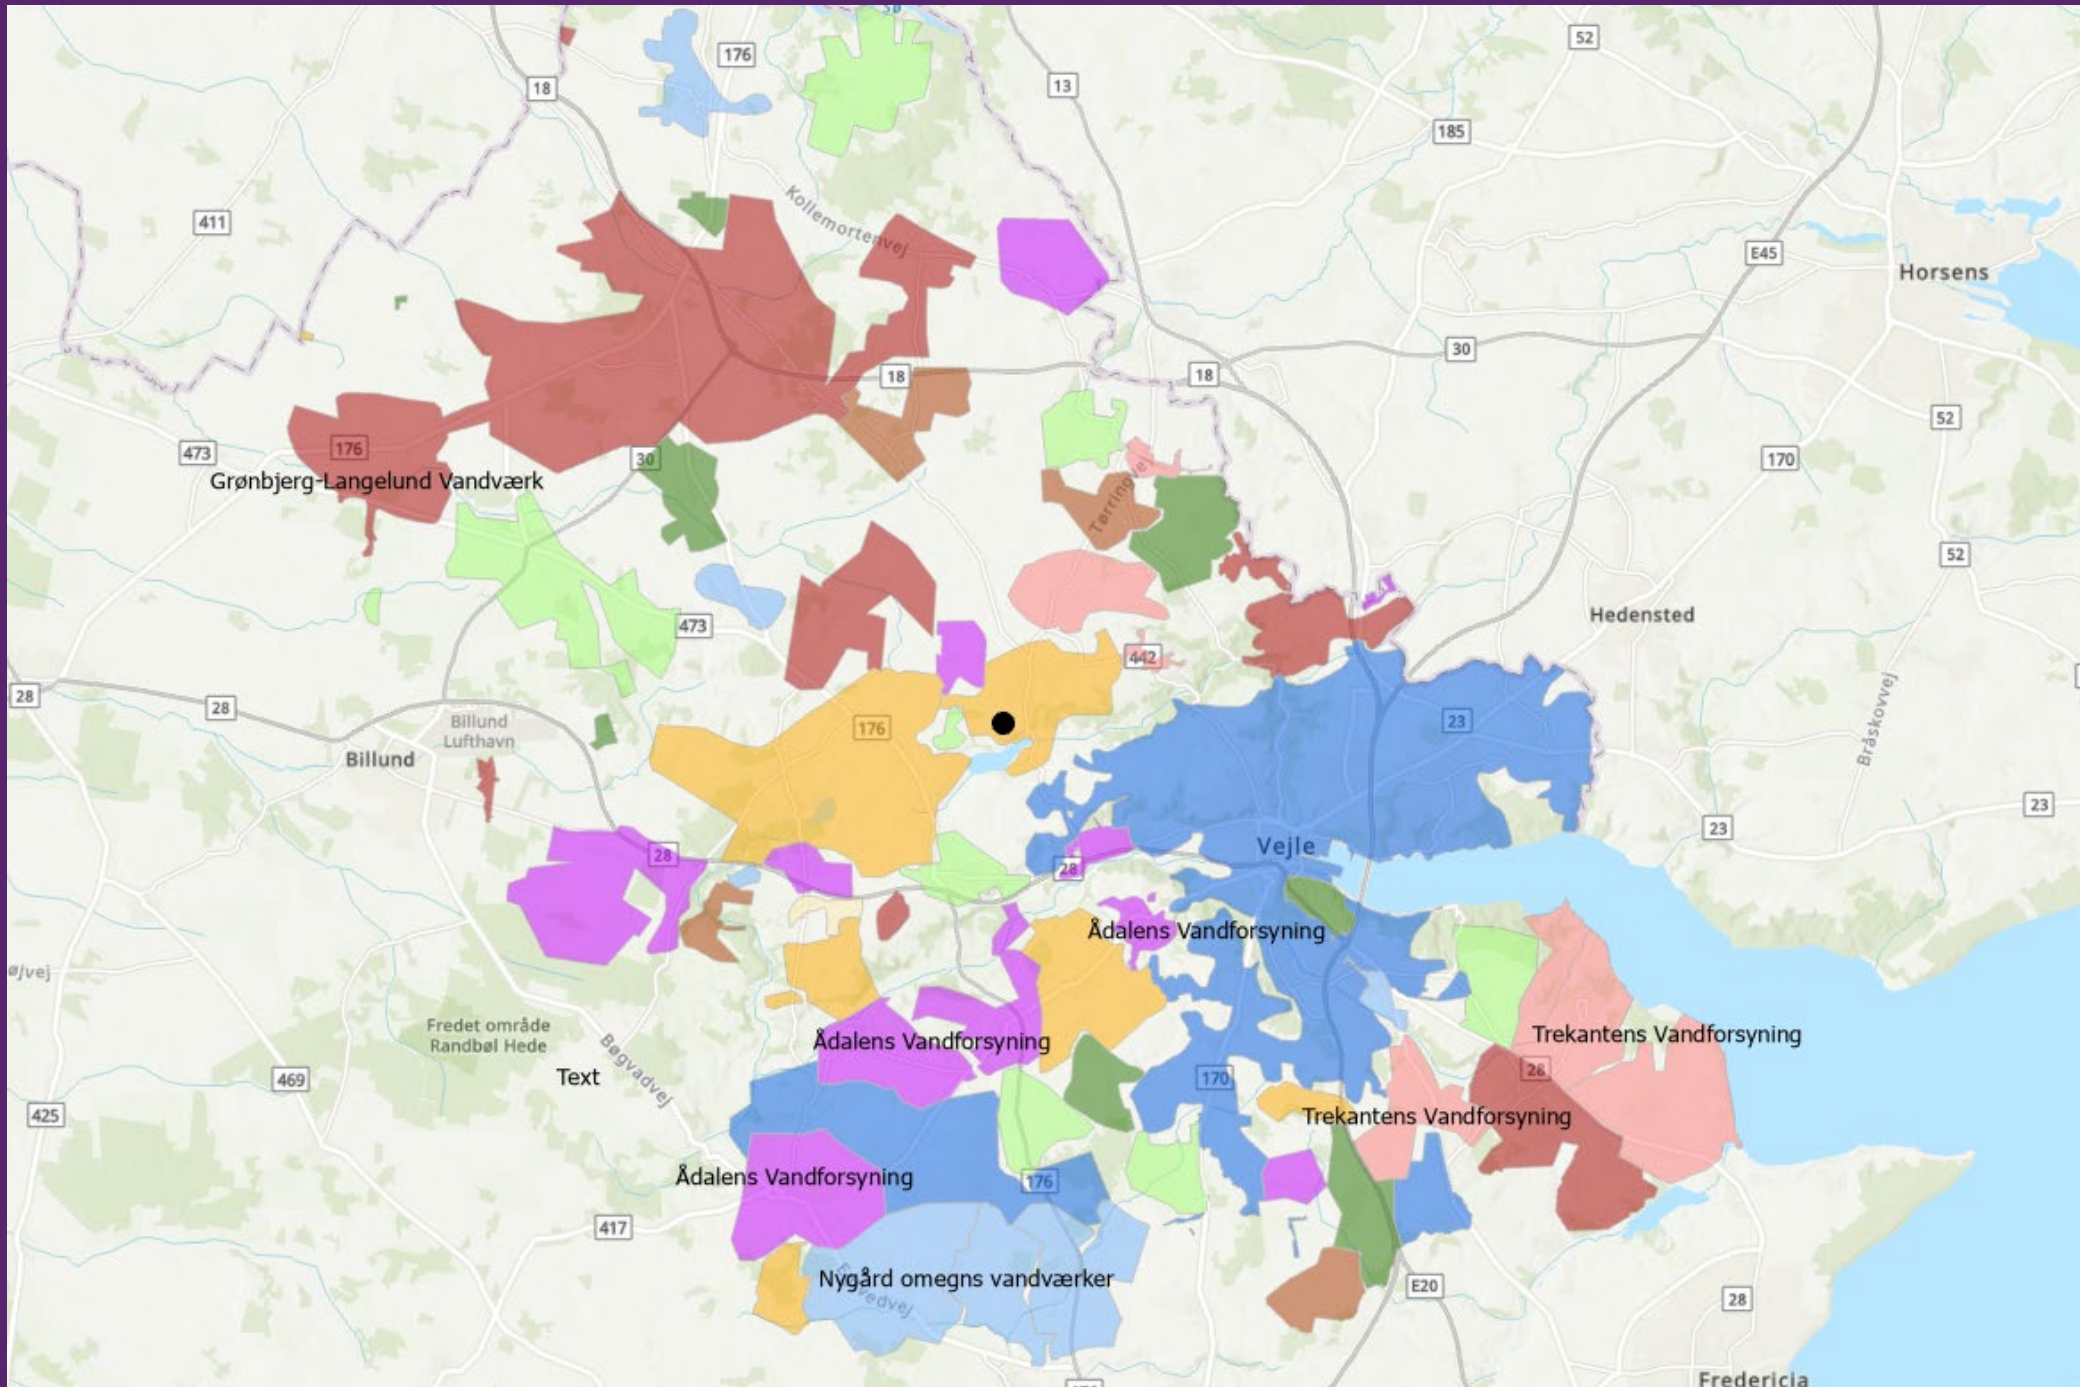 Sø
176
52
18
13
185
Kollemortenvej
411
E45
Horsens
30
18
18
52
176
473
30
170
Grønbjerg-Langelund Vandværk
Tørringvej
52
473
Hedensted
442
28
28
Billund
Lufthavn
176
23
Bråskovvej
Billund
23
23
Vejle
28
28
Ådalens Vandforsyning
øjvej
Fredet område
Randbøl Hede
Ådalens Vandforsyning
Trekantens Vandforsyning
Bøgvadvej
Text
469
170
28
425
Trekantens Vandforsyning
Ådalens Vandforsyning
176
417
Nygård omegns vandværker
E20
28
Fredericia